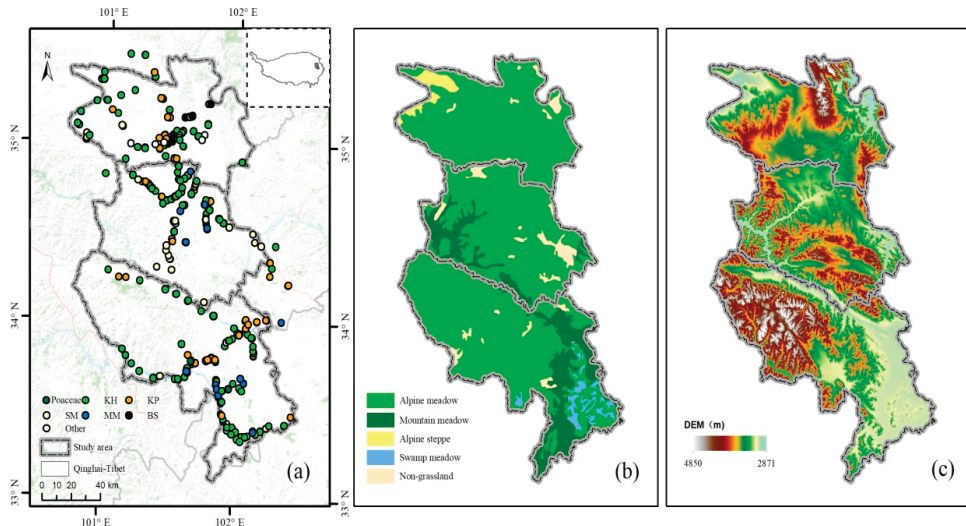 101° E
102° E
N
35° N
34° N
33° N
Poaceae KH KP
SM MM BS
Other
Study area
Qinghai-Tibet
0 10 20 40 km
(a)
101° E
102° E
35° N
34° N
33° N
Alpine meadow
Mountain meadow
Alpine steppe
Swamp meadow
Non-grassland
(b)
DEM（m）
4850 2871
(c)